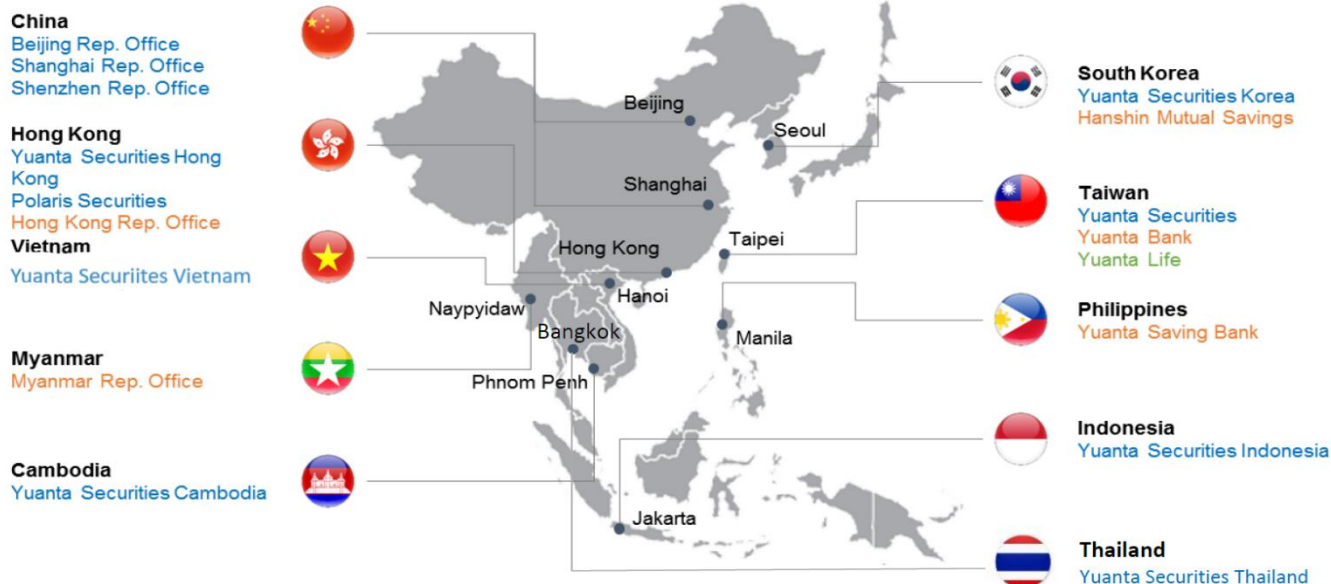 China
Beijing Rep. Office
Shanghai Rep. Office
Shenzhen Rep. Office
Hong Kong
Yuanta Securities Hong
Kong
Polaris Securities
Hong Kong Rep. Office
Vietnam
Yuanta Securiites Vietnam
Myanmar
Myanmar Rep. Office
Cambodia
Yuanta Securities Cambodia
Beijing
Seoul
Shanghai
Taipei
Hong Kong
Hanoi
Naypyidaw
Bangkok
Manila
Phnom Penh
Jakarta
South Korea
Yuanta Securities Korea
Hanshin Mutual Savings
Taiwan
Yuanta Securities
Yuanta Bank
Yuanta Life
Philippines
Yuanta Saving Bank
Indonesia
Yuanta Securities Indonesia
Thailand
Yuanta Securities Thailand